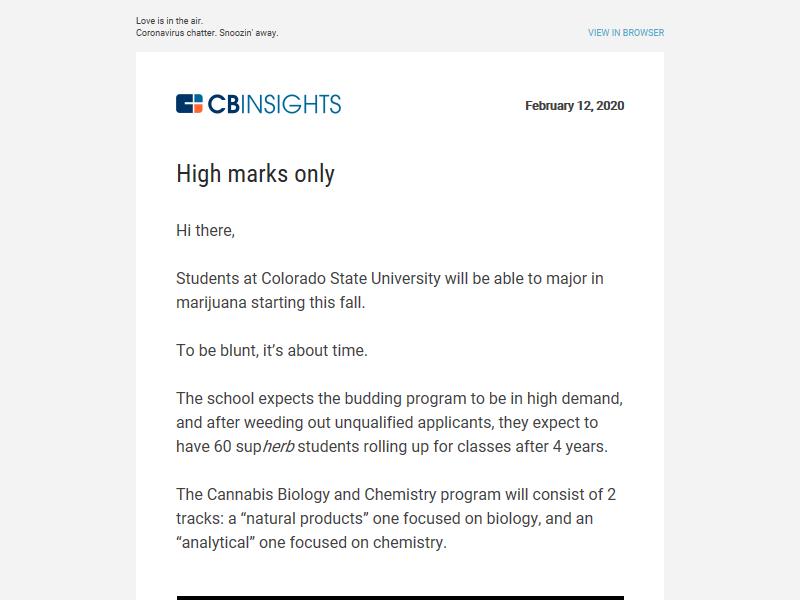 Love is in the air.
Coronavirus chatter. Snoozin' away.
VIEW IN BROWSER
CBINSIGHTS
February 12, 2020
High marks only
Hi there,
Students at Colorado State University will be able to major in
marijuana starting this fall.
To be blunt, it’s about time.
The school expects the budding program to be in high demand,
and after weeding out unqualified applicants, they expect to
have 60 supherb students rolling up for classes after 4 years.
The Cannabis Biology and Chemistry program will consist of 2
tracks: a “natural products” one focused on biology, and an
“analytical” one focused on chemistry.